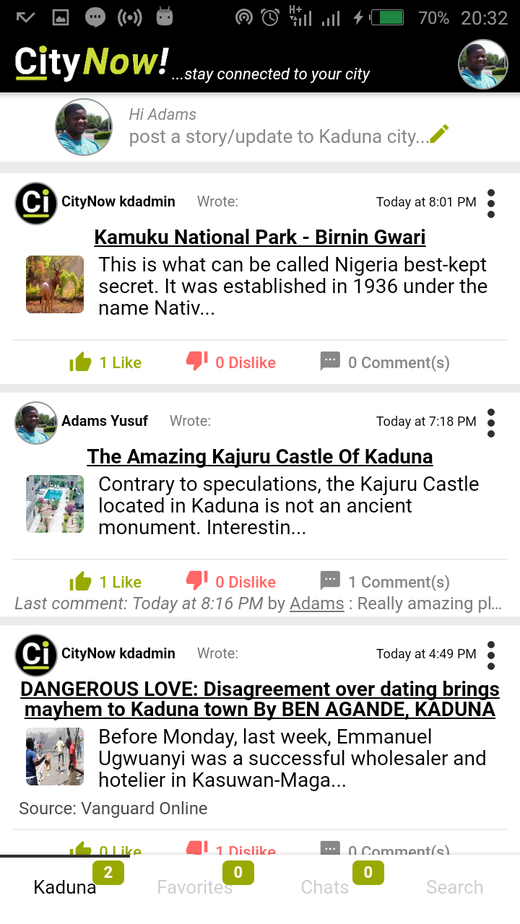 H+
70%
20:32
CityNow!
...stay connected to your city
Hi Adams
post a story/update to Kaduna city...
Ci
CityNow kdadmin Wrote: Today at 8:01 PM
Kamuku National Park - Birnin Gwari
This is what can be called Nigeria best-kept
secret. It was established in 1936 under the
name Nativ...
1 Like 0 Dislike 0 Comment(s)
Adams Yusuf Wrote: Today at 7:18 PM
The Amazing Kajuru Castle Of Kaduna
Contrary to speculations, the Kajuru Castle
located in Kaduna is not an ancient
monument. Interestin...
1 Like 0 Dislike 1 Comment(s)
Last comment: Today at 8:16 PM by Adams : Really amazing pl...
Ci
CityNow kdadmin Wrote: Today at 4:49 PM
DANGEROUS LOVE: Disagreement over dating brings
mayhem to Kaduna town By BEN AGANDE, KADUNA
Before Monday, last week, Emmanuel
Ugwuanyi was a successful wholesaler and
hotelier in Kasuwan-Maga...
Source: Vanguard Online
0 Like 1 Dislike 0 Comment(s)
2 0 0
Kaduna Favorites Chats Search